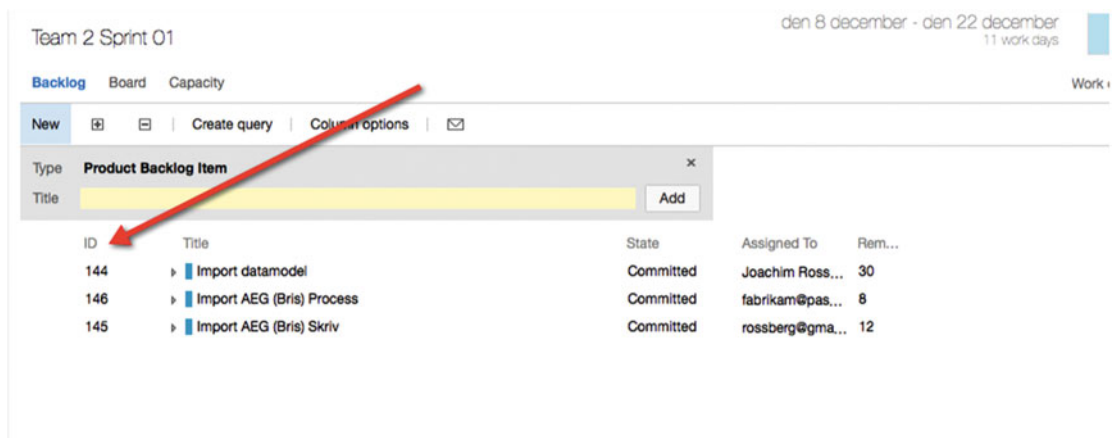 Team 2 Sprint 01
den 8 december - den 22 december
11 work days
Backlog Board Capacity
Work
New Create query Column options
Type Product Backlog Item ×
Title Add
ID Title State Assigned To Rem...
144 Import datamodel Committed Joachim Ross... 30
146 Import AEG (Bris) Process Committed fabrikam@pas... 8
145 Import AEG (Bris) Skriv Committed rossberg@gma... 12